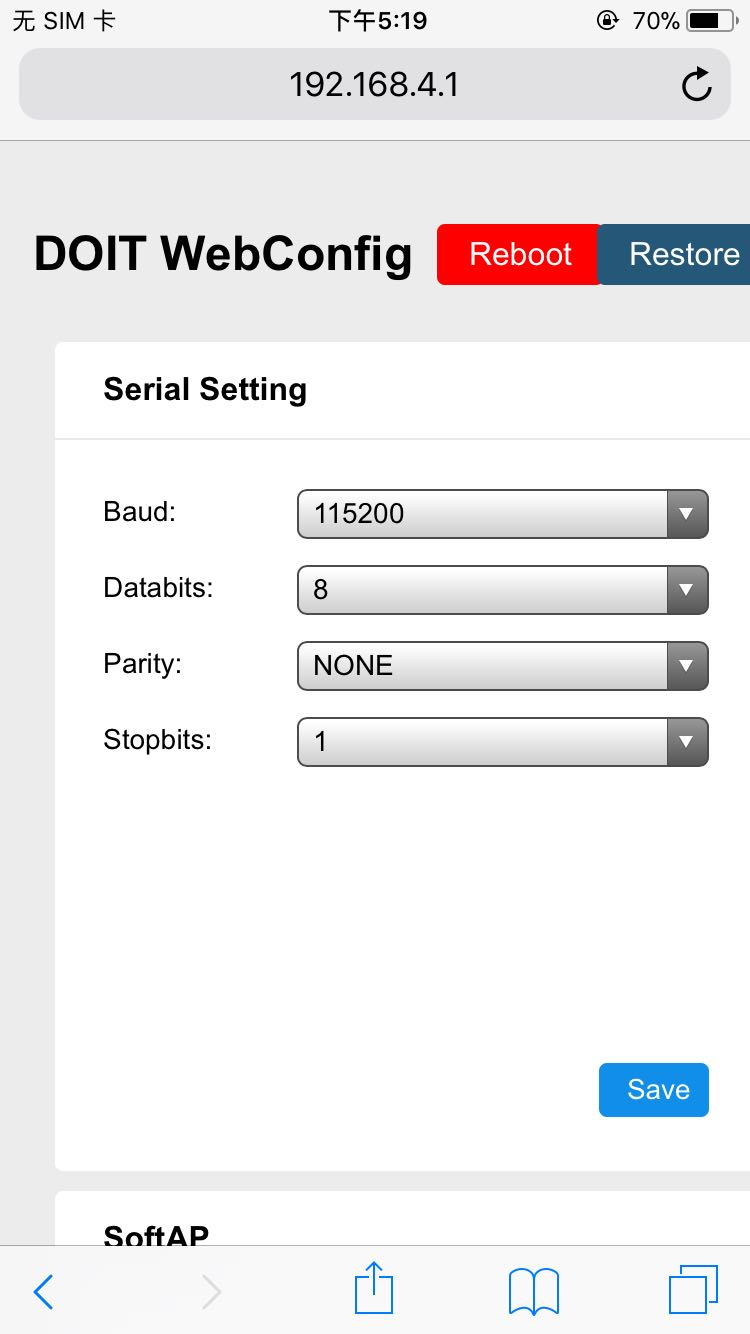 无 SIM 卡 下午5:19 70%
192.168.4.1
DOIT WebConfig Reboot Restore
Serial Setting
Baud: 115200
Databits: 8
Parity: NONE
Stopbits: 1
Save
SoftAP